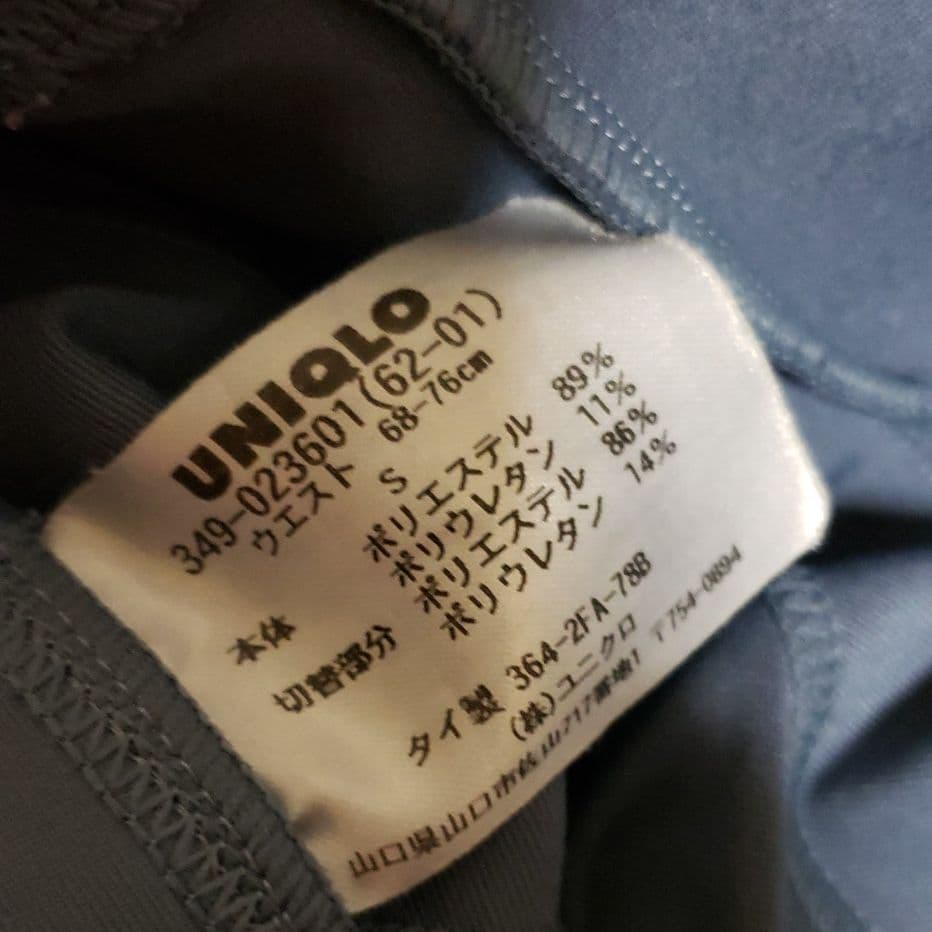 UNIQLO
349-023601(62-01)
ウエスト 68-76cm
S
本体 ポリエステル 89%
ポリウレタン 11%
切替部分 ポリエステル 86%
ポリウレタン 14%
タイ製 364-2FA-78B
(株)ユニクロ
山口県山口市佐山717番地1 〒754-0894